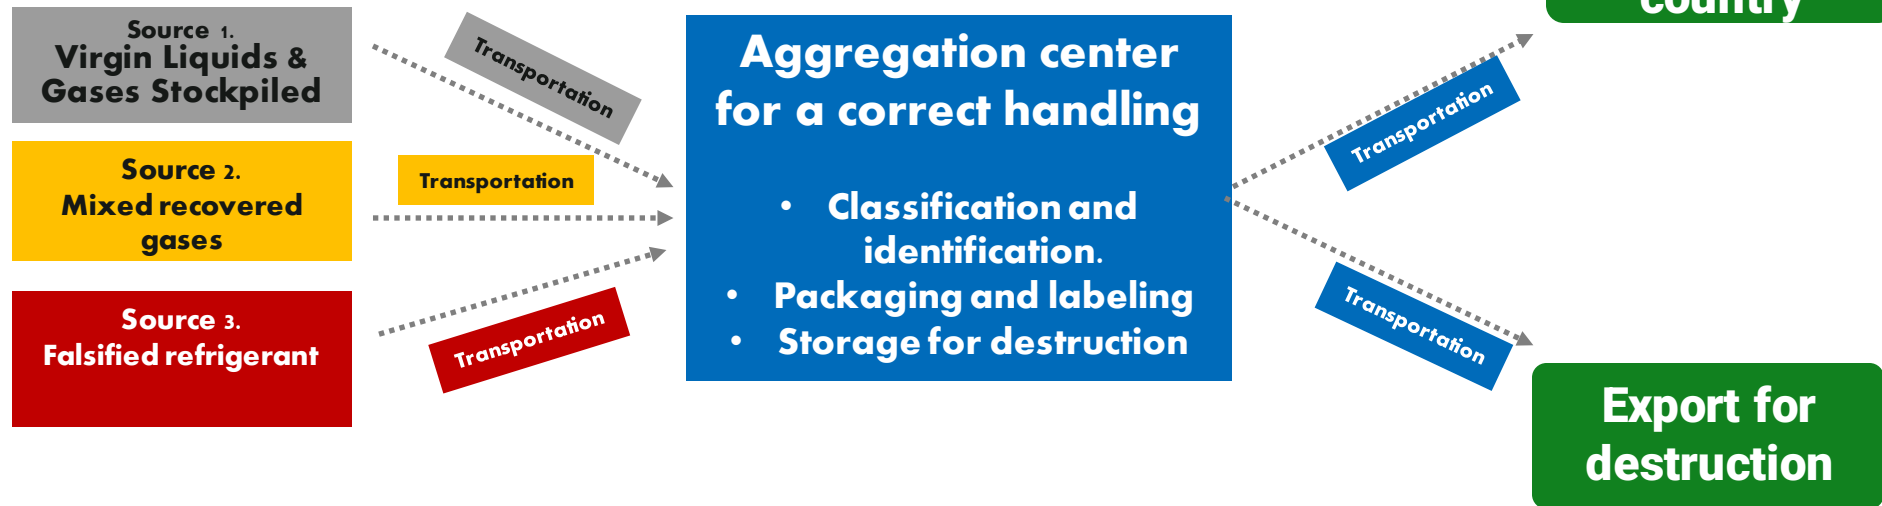 Source 1.
Virgin Liquids &
Gases Stockpiled
Transportation
Source 2.
Mixed recovered
gases
Transportation
Source 3.
Falsified refrigerant
Transportation
Aggregation center
for a correct handling
• Classification and
identification.
• Packaging and labeling
• Storage for destruction
Transportation
country
Transportation
Export for
destruction